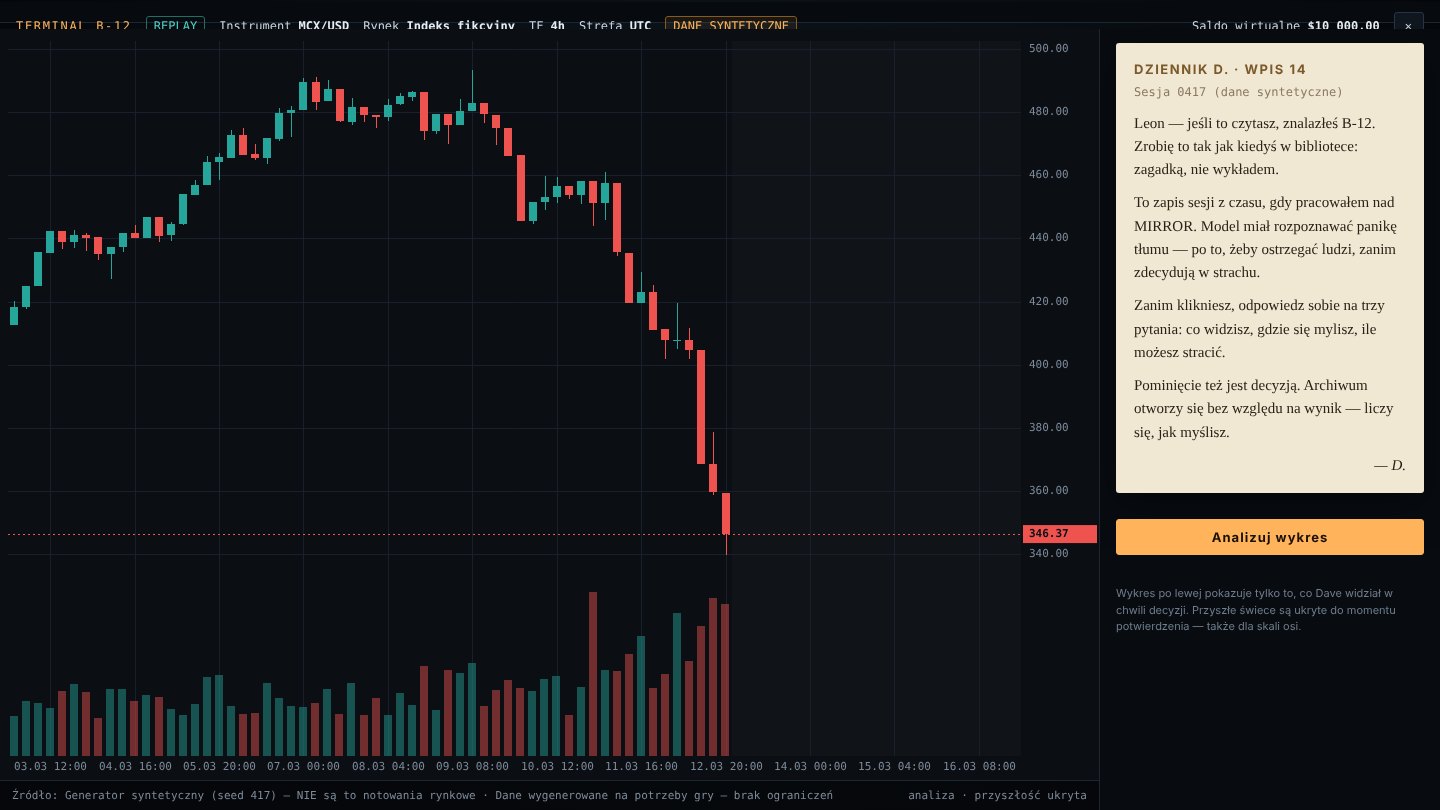 TERMINAL B-12 REPLAY Instrument MCX/USD Rynek Indeks fikcyjny TF 4h Strefa UTC DANE SYNTETYCZNE Saldo wirtualne $10 000.00 ×
500.00
480.00
460.00
440.00
420.00
400.00
380.00
360.00
346.37
340.00
03.03 12:00 04.03 16:00 05.03 20:00 07.03 00:00 08.03 04:00 09.03 08:00 10.03 12:00 11.03 16:00 12.03 20:00 14.03 00:00 15.03 04:00 16.03 08:00
Źródło: Generator syntetyczny (seed 417) — NIE są to notowania rynkowe · Dane wygenerowane na potrzeby gry — brak ograniczeń
analiza · przyszłość ukryta
DZIENNIK D. · WPIS 14
Sesja 0417 (dane syntetyczne)
Leon — jeśli to czytasz, znalazłeś B-12.
Zrobię to tak jak kiedyś w bibliotece:
zagadką, nie wykładem.
To zapis sesji z czasu, gdy pracowałem nad
MIRROR. Model miał rozpoznawać panikę
tłumu — po to, żeby ostrzegać ludzi, zanim
zdecydują w strachu.
Zanim klikniesz, odpowiedz sobie na trzy
pytania: co widzisz, gdzie się mylisz, ile
możesz stracić.
Pominięcie też jest decyzją. Archiwum
otworzy się bez względu na wynik — liczy
się, jak myślisz.
— D.
Analizuj wykres
Wykres po lewej pokazuje tylko to, co Dave widział w
chwili decyzji. Przyszłe świece są ukryte do momentu
potwierdzenia — także dla skali osi.